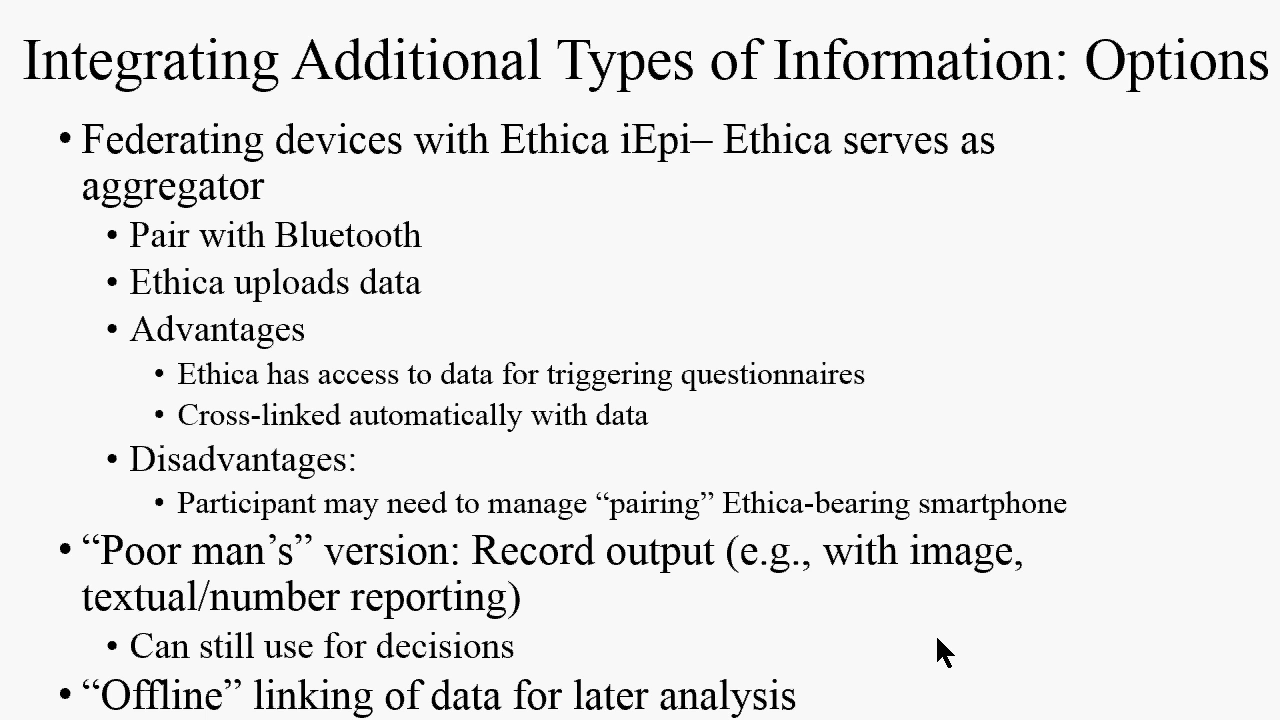 Integrating Additional Types of Information: Options
• Federating devices with Ethica iEpi– Ethica serves as
aggregator
• Pair with Bluetooth
• Ethica uploads data
• Advantages
• Ethica has access to data for triggering questionnaires
• Cross-linked automatically with data
• Disadvantages:
• Participant may need to manage “pairing” Ethica-bearing smartphone
• “Poor man’s” version: Record output (e.g., with image,
textual/number reporting)
• Can still use for decisions
• “Offline” linking of data for later analysis